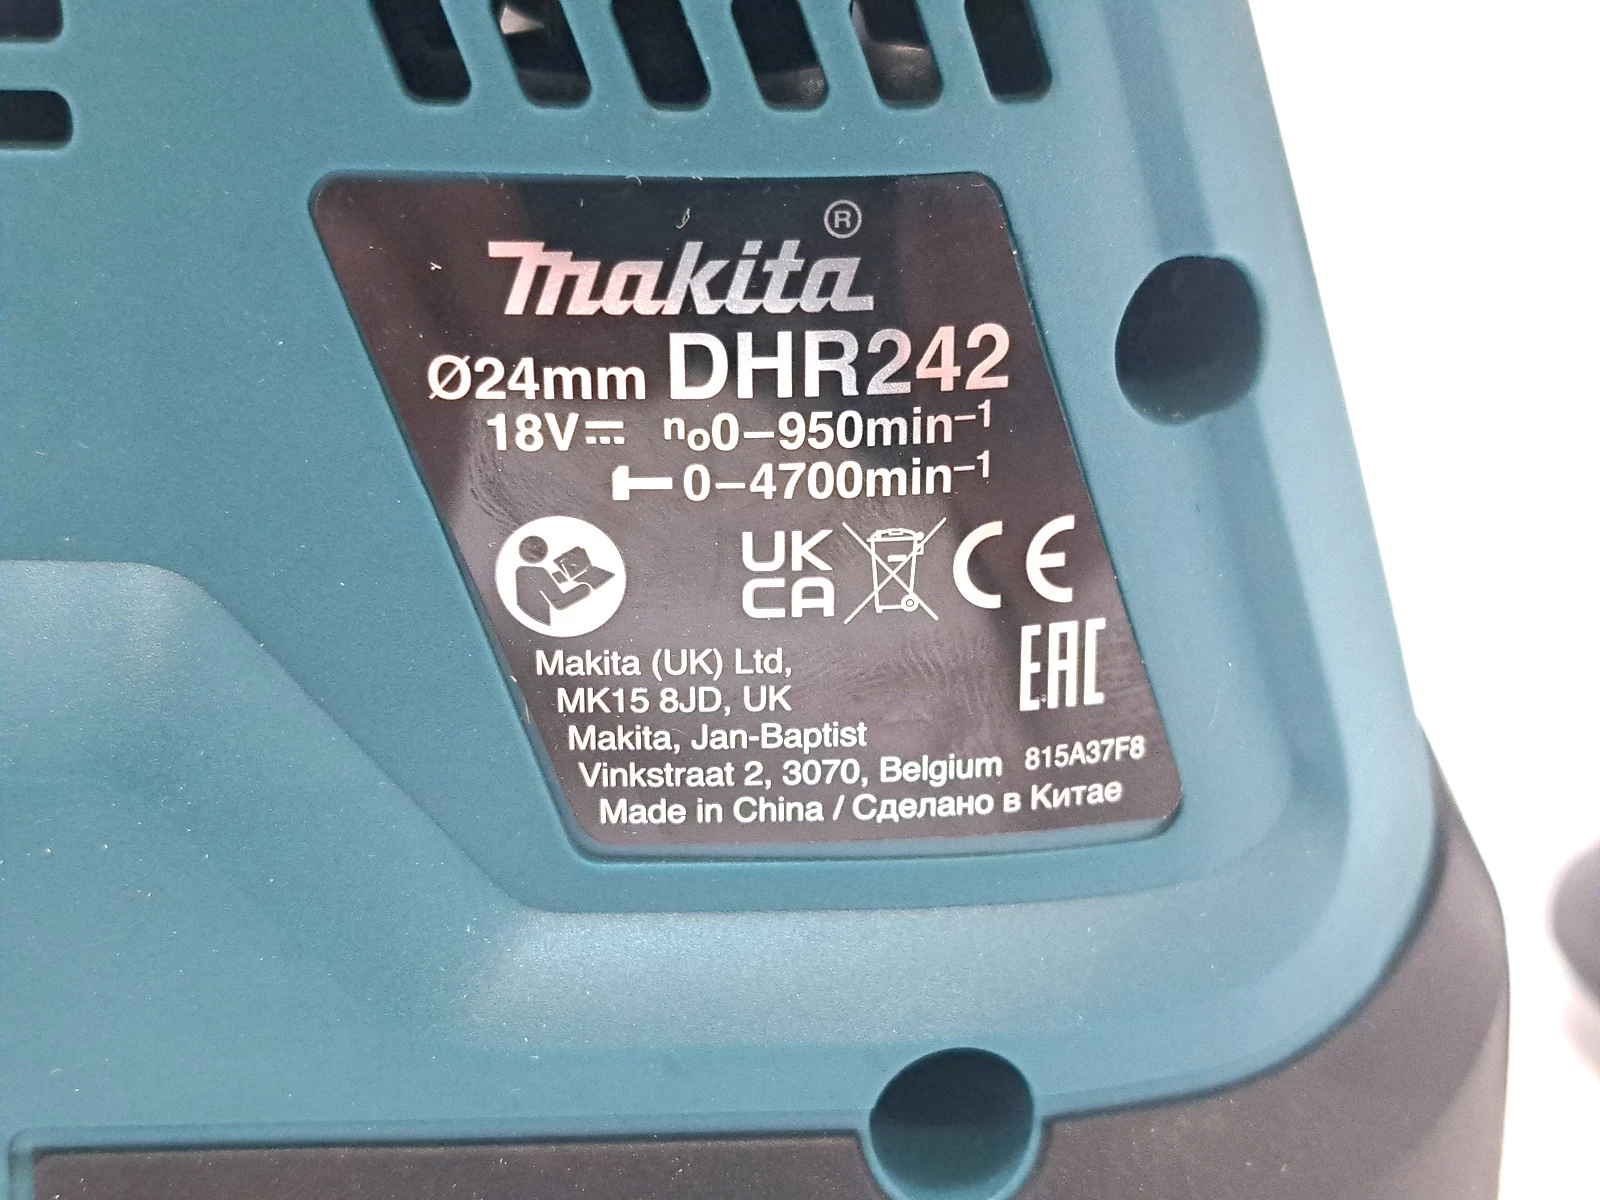 Makita®
Ø24mm DHR242
18V⎓ n₀0–950min⁻¹
0–4700min⁻¹
UK
CA
CE
EAC
Makita (UK) Ltd,
MK15 8JD, UK
Makita, Jan-Baptist
Vinkstraat 2, 3070, Belgium 815A37F8
Made in China / Сделано в Китае